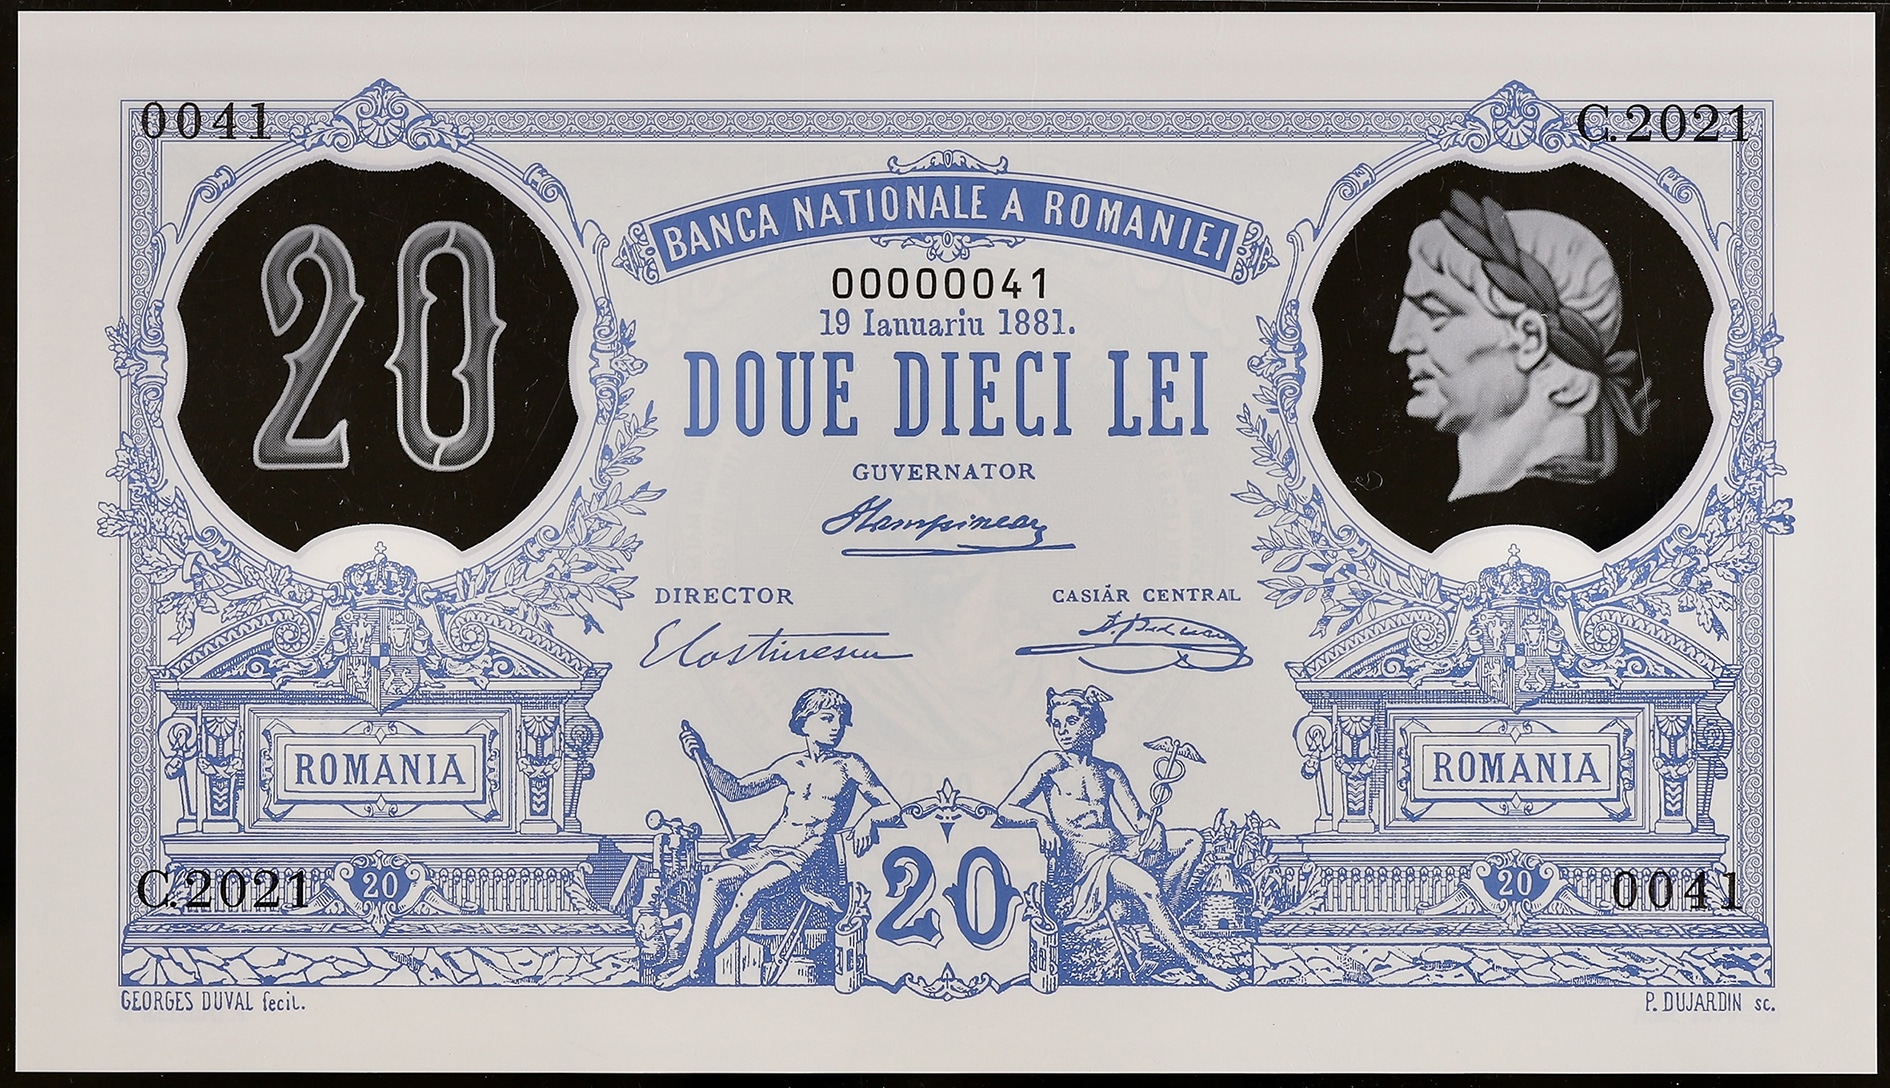 0041
C.2021
20
BANCA NATIONALE A ROMANIEI
00000041
19 Ianuariu 1881.
DOUE DIECI LEI
GUVERNATOR
DIRECTOR
CASIĂR CENTRAL
ROMANIA
ROMANIA
C.2021
20
20
20
0041
GEORGES DUVAL fecit.
P. DUJARDIN sc.